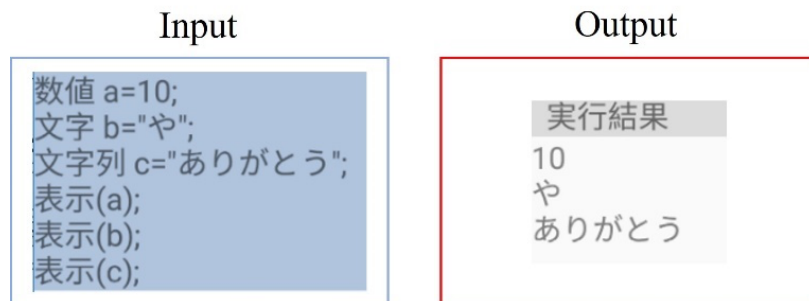 Input
数値 a=10;
文字 b="や";
文字列 c="ありがとう";
表示(a);
表示(b);
表示(c);
Output
実行結果
10
や
ありがとう